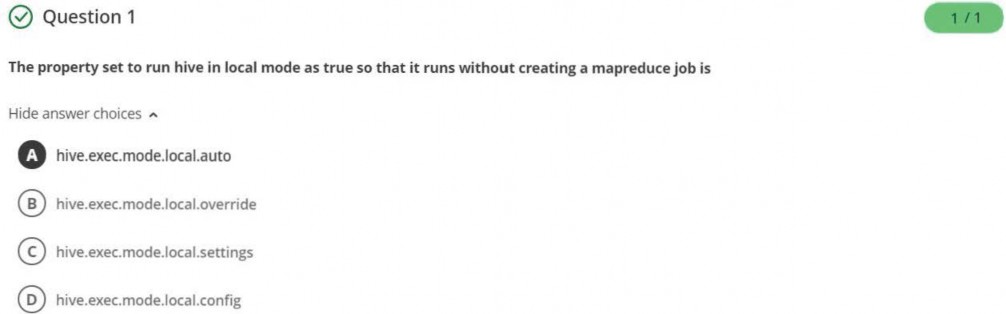 Question 1
1 / 1
The property set to run hive in local mode as true so that it runs without creating a mapreduce job is
Hide answer choices
A hive.exec.mode.local.auto
B hive.exec.mode.local.override
C hive.exec.mode.local.settings
D hive.exec.mode.local.config